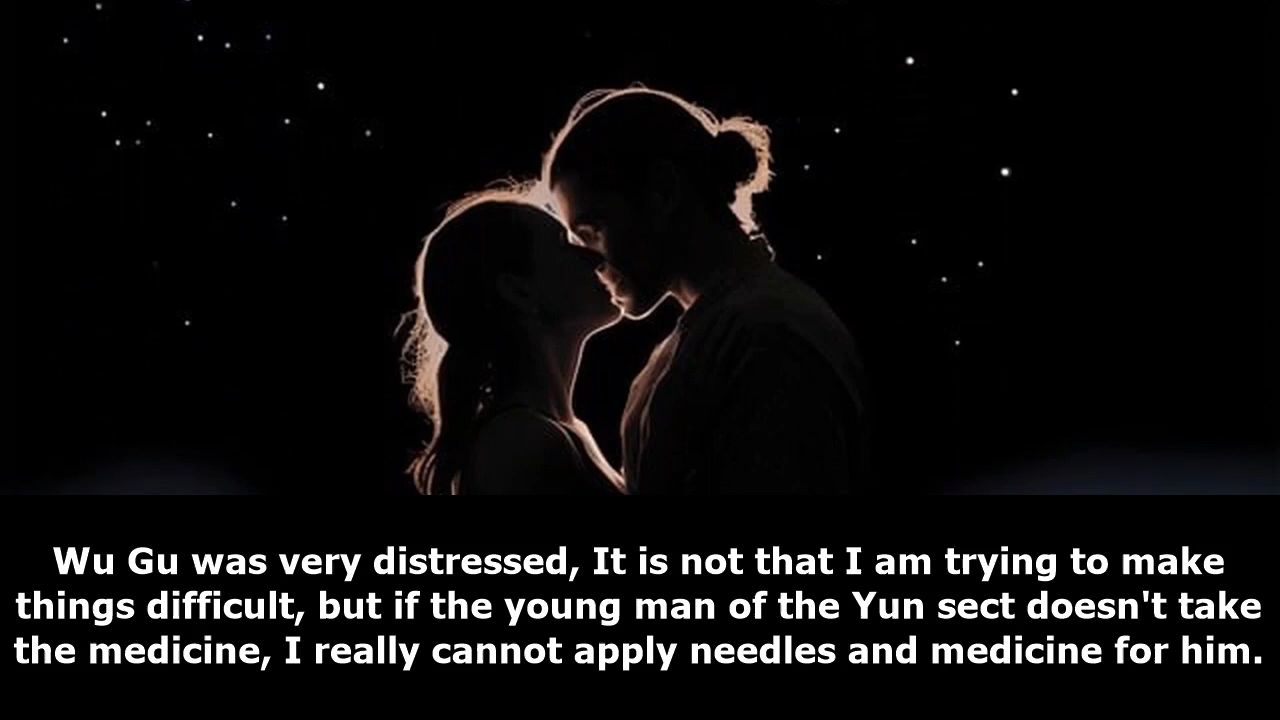 Wu Gu was very distressed, It is not that I am trying to make
things difficult, but if the young man of the Yun sect doesn't take
the medicine, I really cannot apply needles and medicine for him.